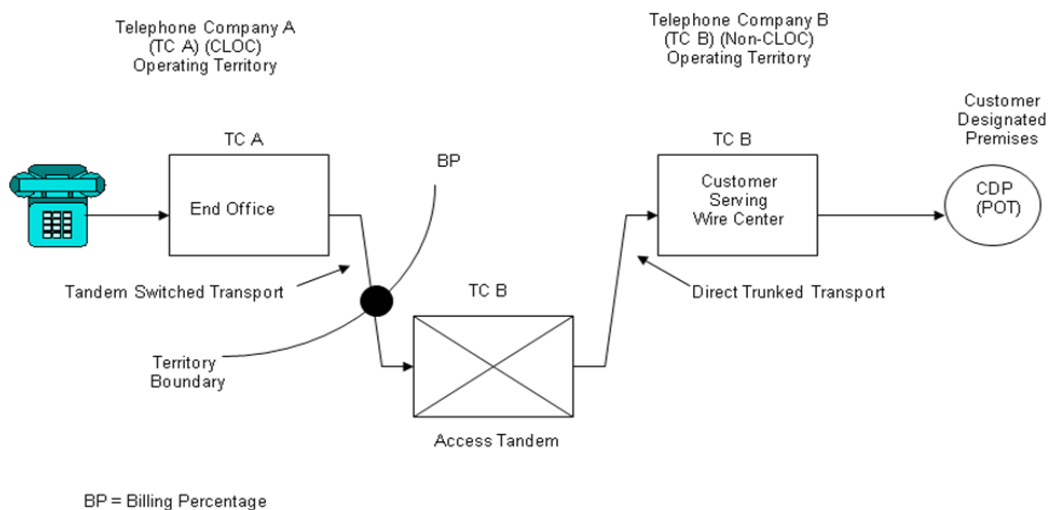 Telephone Company A
(TC A) (CLOC)
Operating Territory
Telephone Company B
(TC B) (Non-CLOC)
Operating Territory
Customer
Designated
Premises
TC A
BP
TC B
End Office
Customer
Serving
Wire Center
CDP
(POT)
Tandem Switched Transport
TC B
Direct Trunked Transport
Territory
Boundary
Access Tandem
BP = Billing Percentage